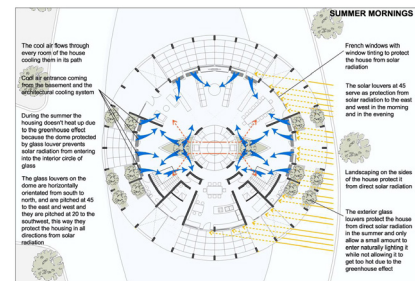 SUMMER MORNINGS
The cool air flows through
every room of the house
cooling them in its path
Cool air entrance coming
from the basement and the
architectural cooling system
During the summer the
housing doesn't heat up due
to the greenhouse effect
because the dome protected
by glass louver prevents
solar radiation from entering
into the interior circle of
glass
The glass louvers on the
dome are horizontally
orientated from south to
north, and are pitched at 45
to the east and west and
they are pitched at 20 to the
southwest, this way they
protect the housing in all
directions from solar
radiation
French windows with
window tinting to protect
the house from solar
radiation
The solar louvers at 45
serve as protection from
solar radiation to the east
and west in the morning
and in the evening
Landscaping on the sides
of the house protect it
from direct solar radiation
The exterior glass
louvers protect the house
from direct solar radiation
in the summer and only
allow a small amount to
enter naturally lighting it
while not allowing it to
get too hot due to the
greenhouse effect